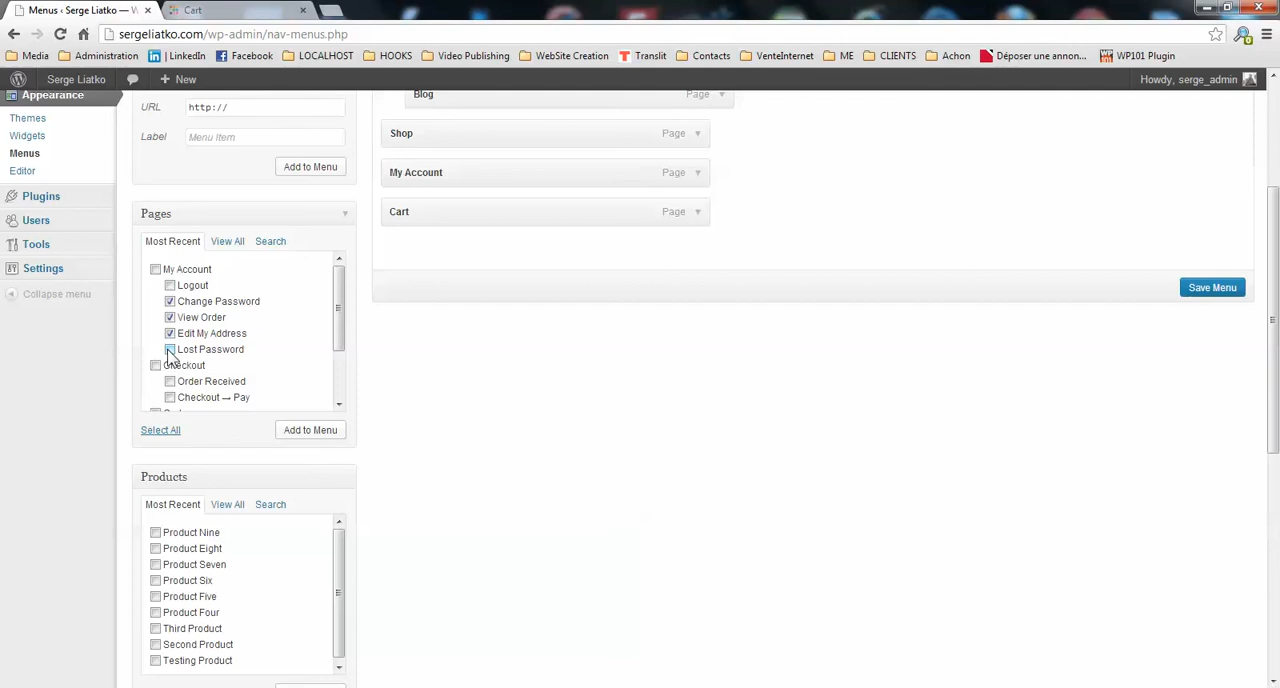 Menus ‹ Serge Liatko — W
Cart
sergeliatko.com/wp-admin/nav-menus.php
Media
Administration
LinkedIn
Facebook
LOCALHOST
HOOKS
Video Publishing
WebSite Creation
Translit
Contacts
VenteInternet
ME
CLIENTS
Achon
Déposer une annon...
WP101 Plugin
Serge Liatko
New
Howdy, serge_admin
Appearance
Themes
Widgets
Menus
Editor
Plugins
Users
Tools
Settings
Collapse menu
URL
http://
Label
Menu Item
Add to Menu
Pages
Most Recent
View All
Search
My Account
Logout
Change Password
View Order
Edit My Address
Lost Password
Checkout
Order Received
Checkout → Pay
Select All
Add to Menu
Products
Most Recent
View All
Search
Product Nine
Product Eight
Product Seven
Product Six
Product Five
Product Four
Third Product
Second Product
Testing Product
Blog
Page
Shop
Page
My Account
Page
Cart
Page
Save Menu